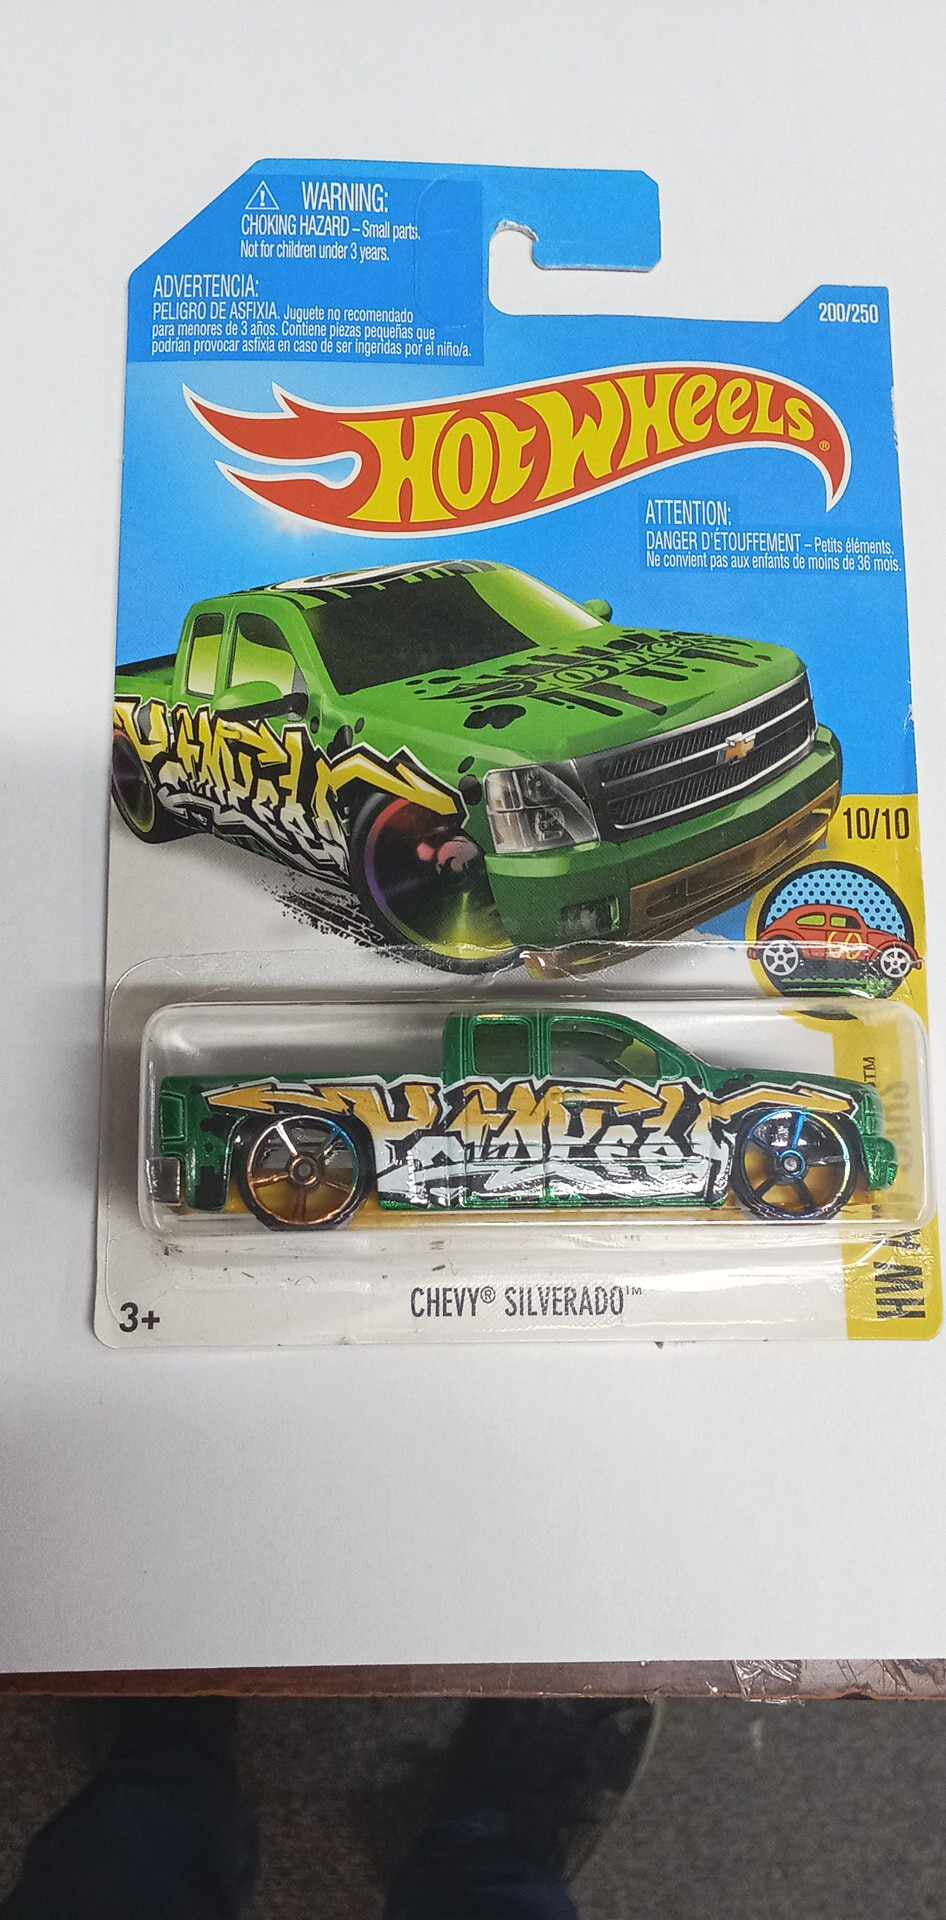 WARNING:
CHOKING HAZARD – Small parts.
Not for children under 3 years.
ADVERTENCIA:
PELIGRO DE ASFIXIA. Juguete no recomendado
para menores de 3 años. Contiene piezas pequeñas que
podrían provocar asfixia en caso de ser ingeridas por el niño/a.
200/250
HOT WHEELS®
ATTENTION:
DANGER D'ÉTOUFFEMENT – Petits éléments.
Ne convient pas aux enfants de moins de 36 mois.
10/10
HW
CHEVY® SILVERADO™
3+